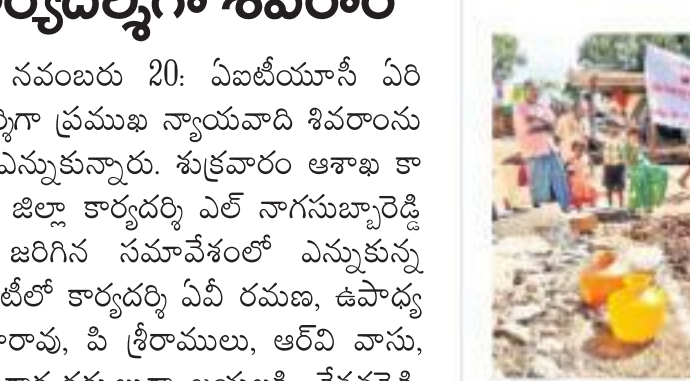 నవంబరు 20: ఏఐటీయూసీ ఏరి
ర్శిగా ప్రముఖ న్యాయవాది శివరాంను
ఎన్నుకున్నారు. శుక్రవారం ఆశాఖ కా
జిల్లా కార్యదర్శి ఎల్ నాగసుబ్బారెడ్డి
జరిగిన సమావేశంలో ఎన్నుకున్న
టీలో కార్యదర్శి ఏవీ రమణ, ఉపాధ్య
రావు, పి శ్రీరాములు, ఆర్‌వి వాసు,